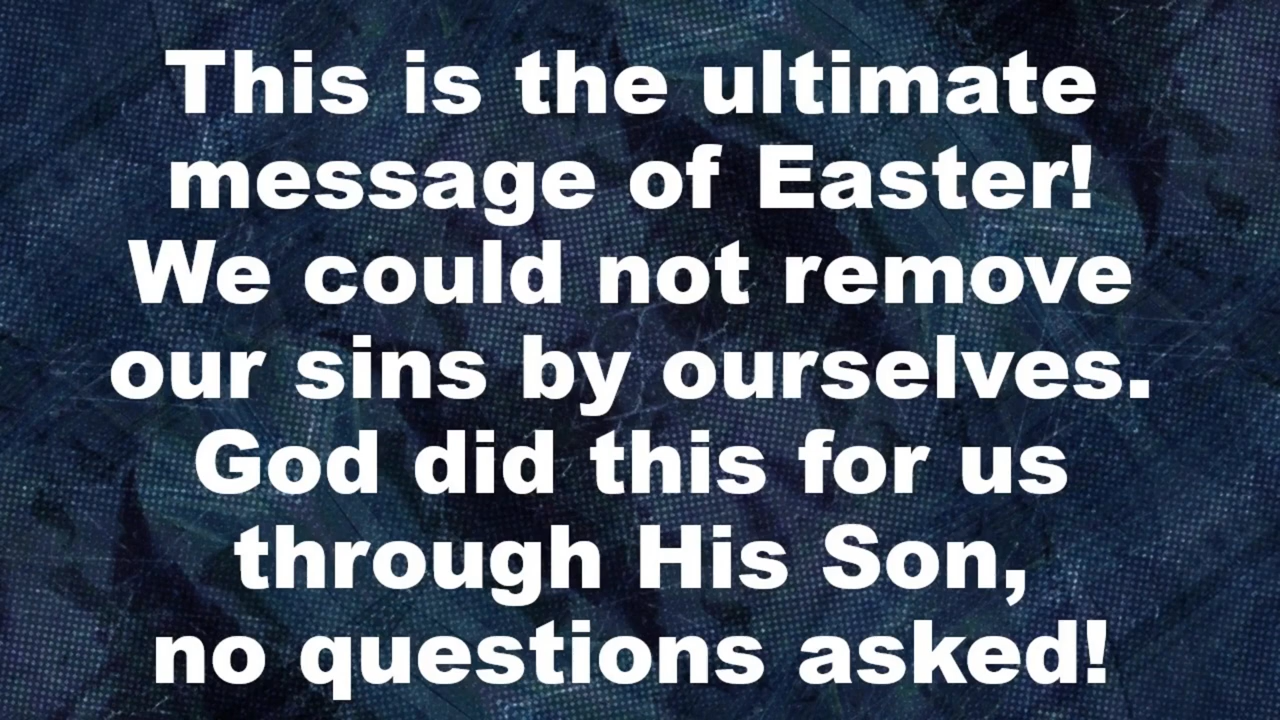 This is the ultimate
message of Easter!
We could not remove
our sins by ourselves.
God did this for us
through His Son,
no questions asked!